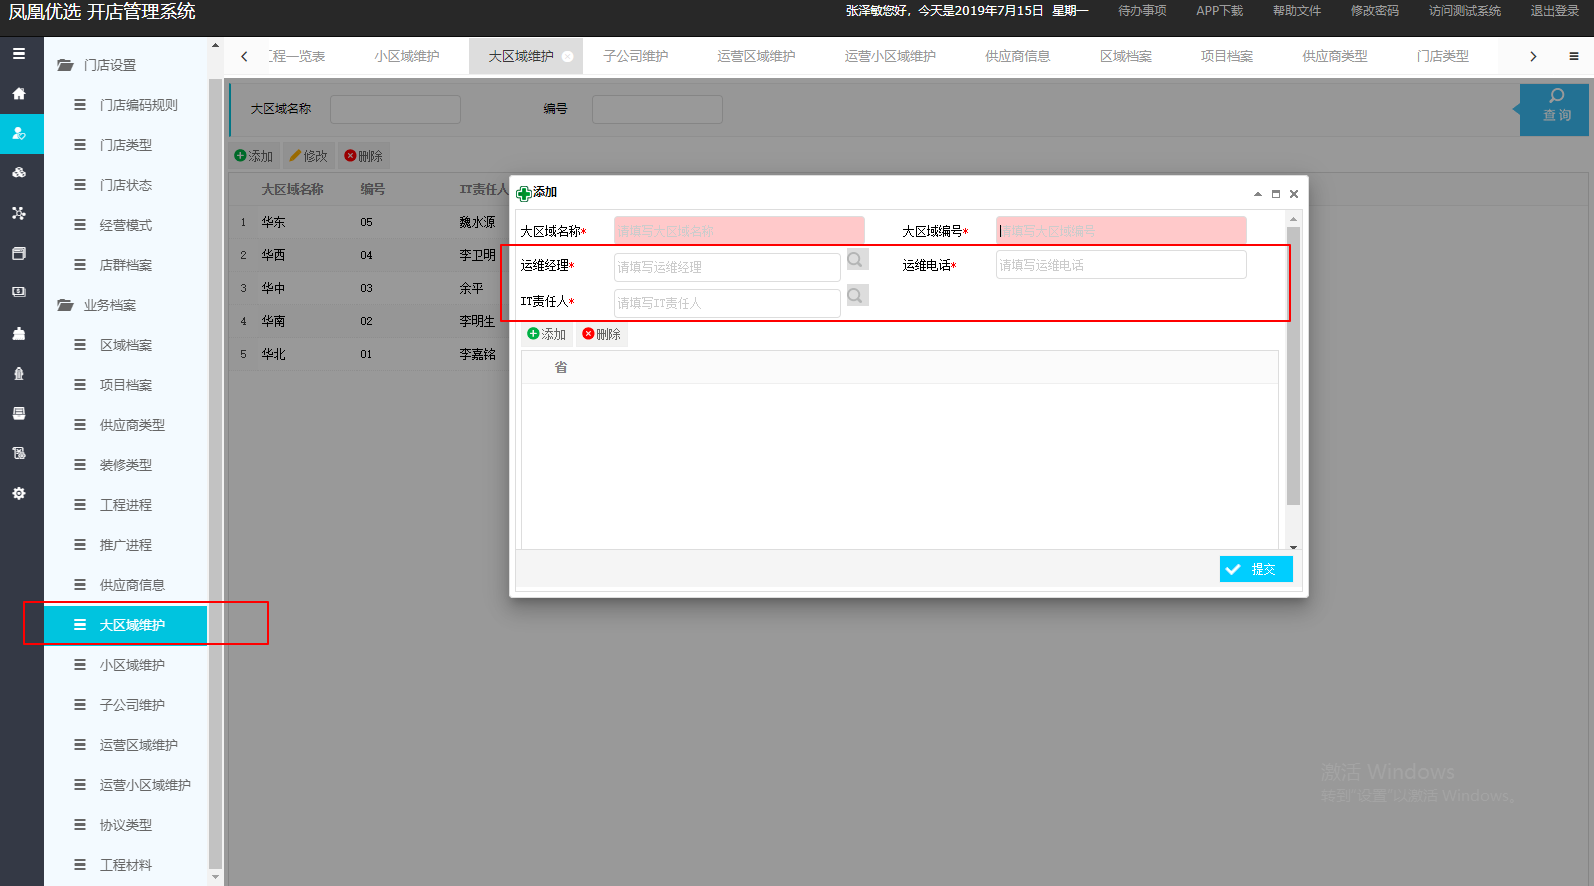 凤凰优选 开店管理系统
张泽敏您好，今天是2019年7月15日 星期一 待办事项 APP下载 帮助文件 修改密码 访问测试系统 退出登录
工程一览表 小区域维护 大区域维护 子公司维护 运营区域维护 运营小区域维护 供应商信息 区域档案 项目档案 供应商类型 门店类型
门店设置
门店编码规则
门店类型
门店状态
经营模式
店群档案
业务档案
区域档案
项目档案
供应商类型
装修类型
工程进程
推广进程
供应商信息
大区域维护
小区域维护
子公司维护
运营区域维护
运营小区域维护
协议类型
工程材料
大区域名称 编号 查 询
添加 修改 删除
大区域名称 编号 IT责任人
1 华东 05 魏水源
2 华西 04 李卫明
3 华中 03 余平
4 华南 02 李明生
5 华北 01 李嘉铭
添加
大区域名称* 请填写大区域名称 大区域编号* 请填写大区域编号
运维经理* 请填写运维经理 运维电话* 请填写运维电话
IT责任人* 请填写IT责任人
添加 删除
省
提交
激活 Windows
转到"设置"以激活 Windows。